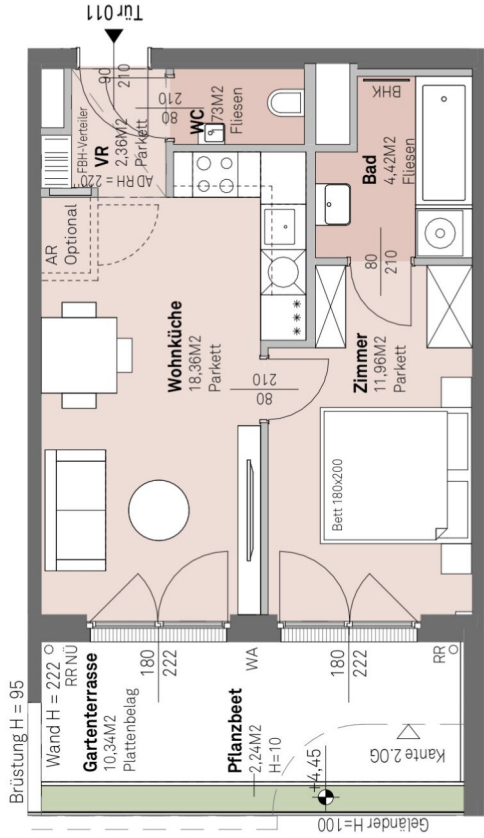 Tür 011
90
210
FBH-Verteiler
VR
2,36M2
Parkett
ADRH = 220
80
210
WC
73M2
Fliesen
BHK
Bad
4,42M2
Fliesen
AR
Optional
80
210
Wohnküche
18,36M2
Parkett
80
210
Zimmer
11,96M2
Parkett
Bett 180x200
Brüstung H = 95
Wand H = 222
RR NÜ
Gartenterrasse
10,34M2
Plattenbelag
180
222
WA
Pflanzbeet
2,24M2
H=10
180
222
RR
+4,45
Kante 2.OG
Geländer H=100